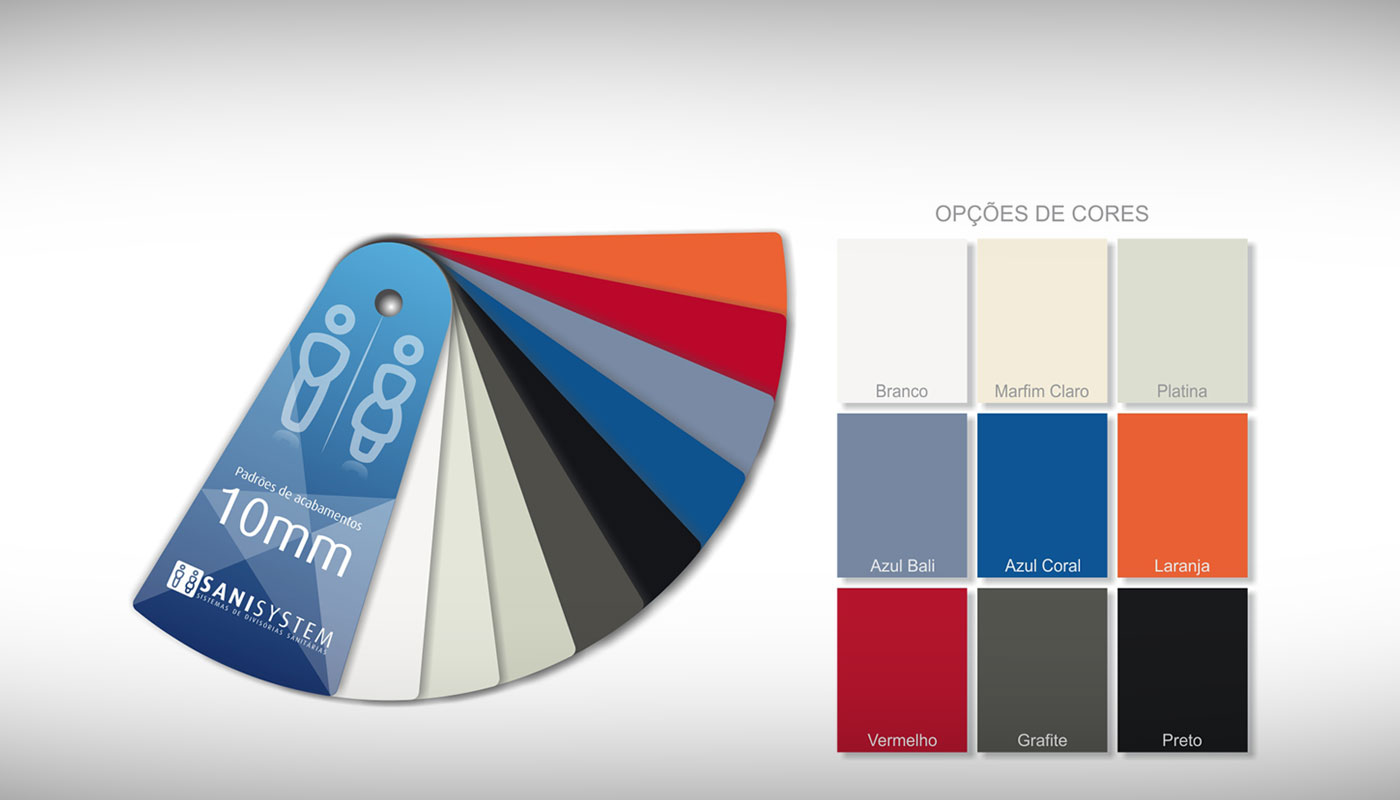 Padrões de acabamentos
10mm
SANISYSTEM
SISTEMAS DE DIVISÓRIAS SANITÁRIAS
OPÇÕES DE CORES
Branco
Marfim Claro
Platina
Azul Bali
Azul Coral
Laranja
Vermelho
Grafite
Preto